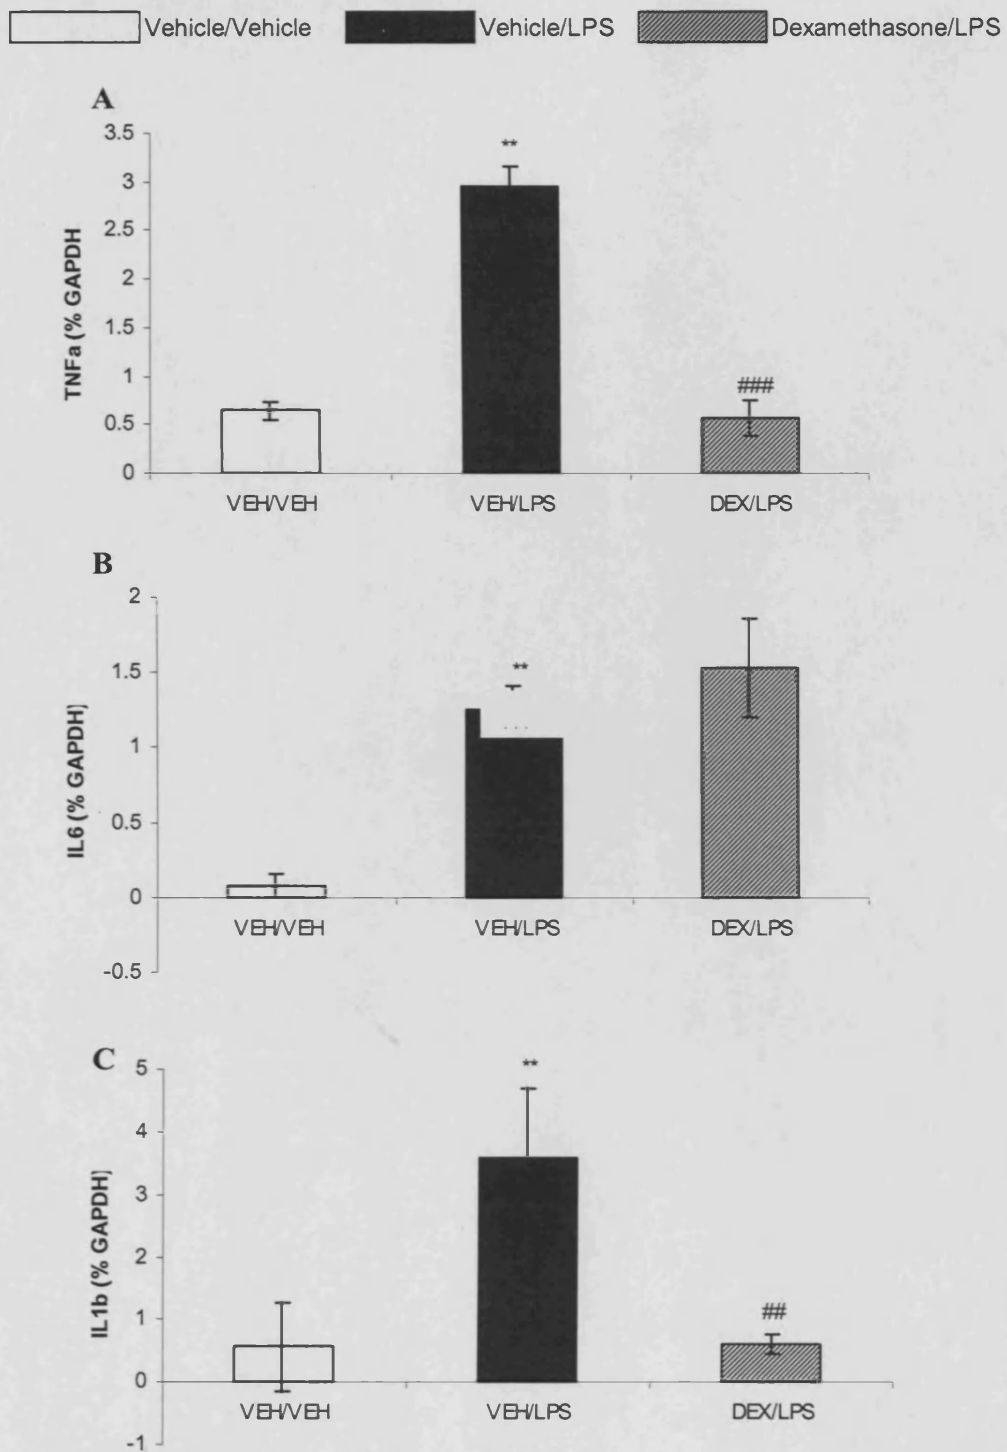 Vehicle/Vehicle Vehicle/LPS Dexamethasone/LPS
A
TNFa (% GAPDH
3.5
3
2.5
2
1.5
1
0.5
0
**
###
VEH/VEH VEH/LPS DEX/LPS
B
IL6 (% GAPDH]
2
1.5
1
0.5
0
-0.5
**
VEH/VEH VEH/LPS DEX/LPS
C
IL1b (% GAPDH]
5
4
3
2
1
0
-1
**
##
VEH/VEH VEH/LPS DEX/LPS